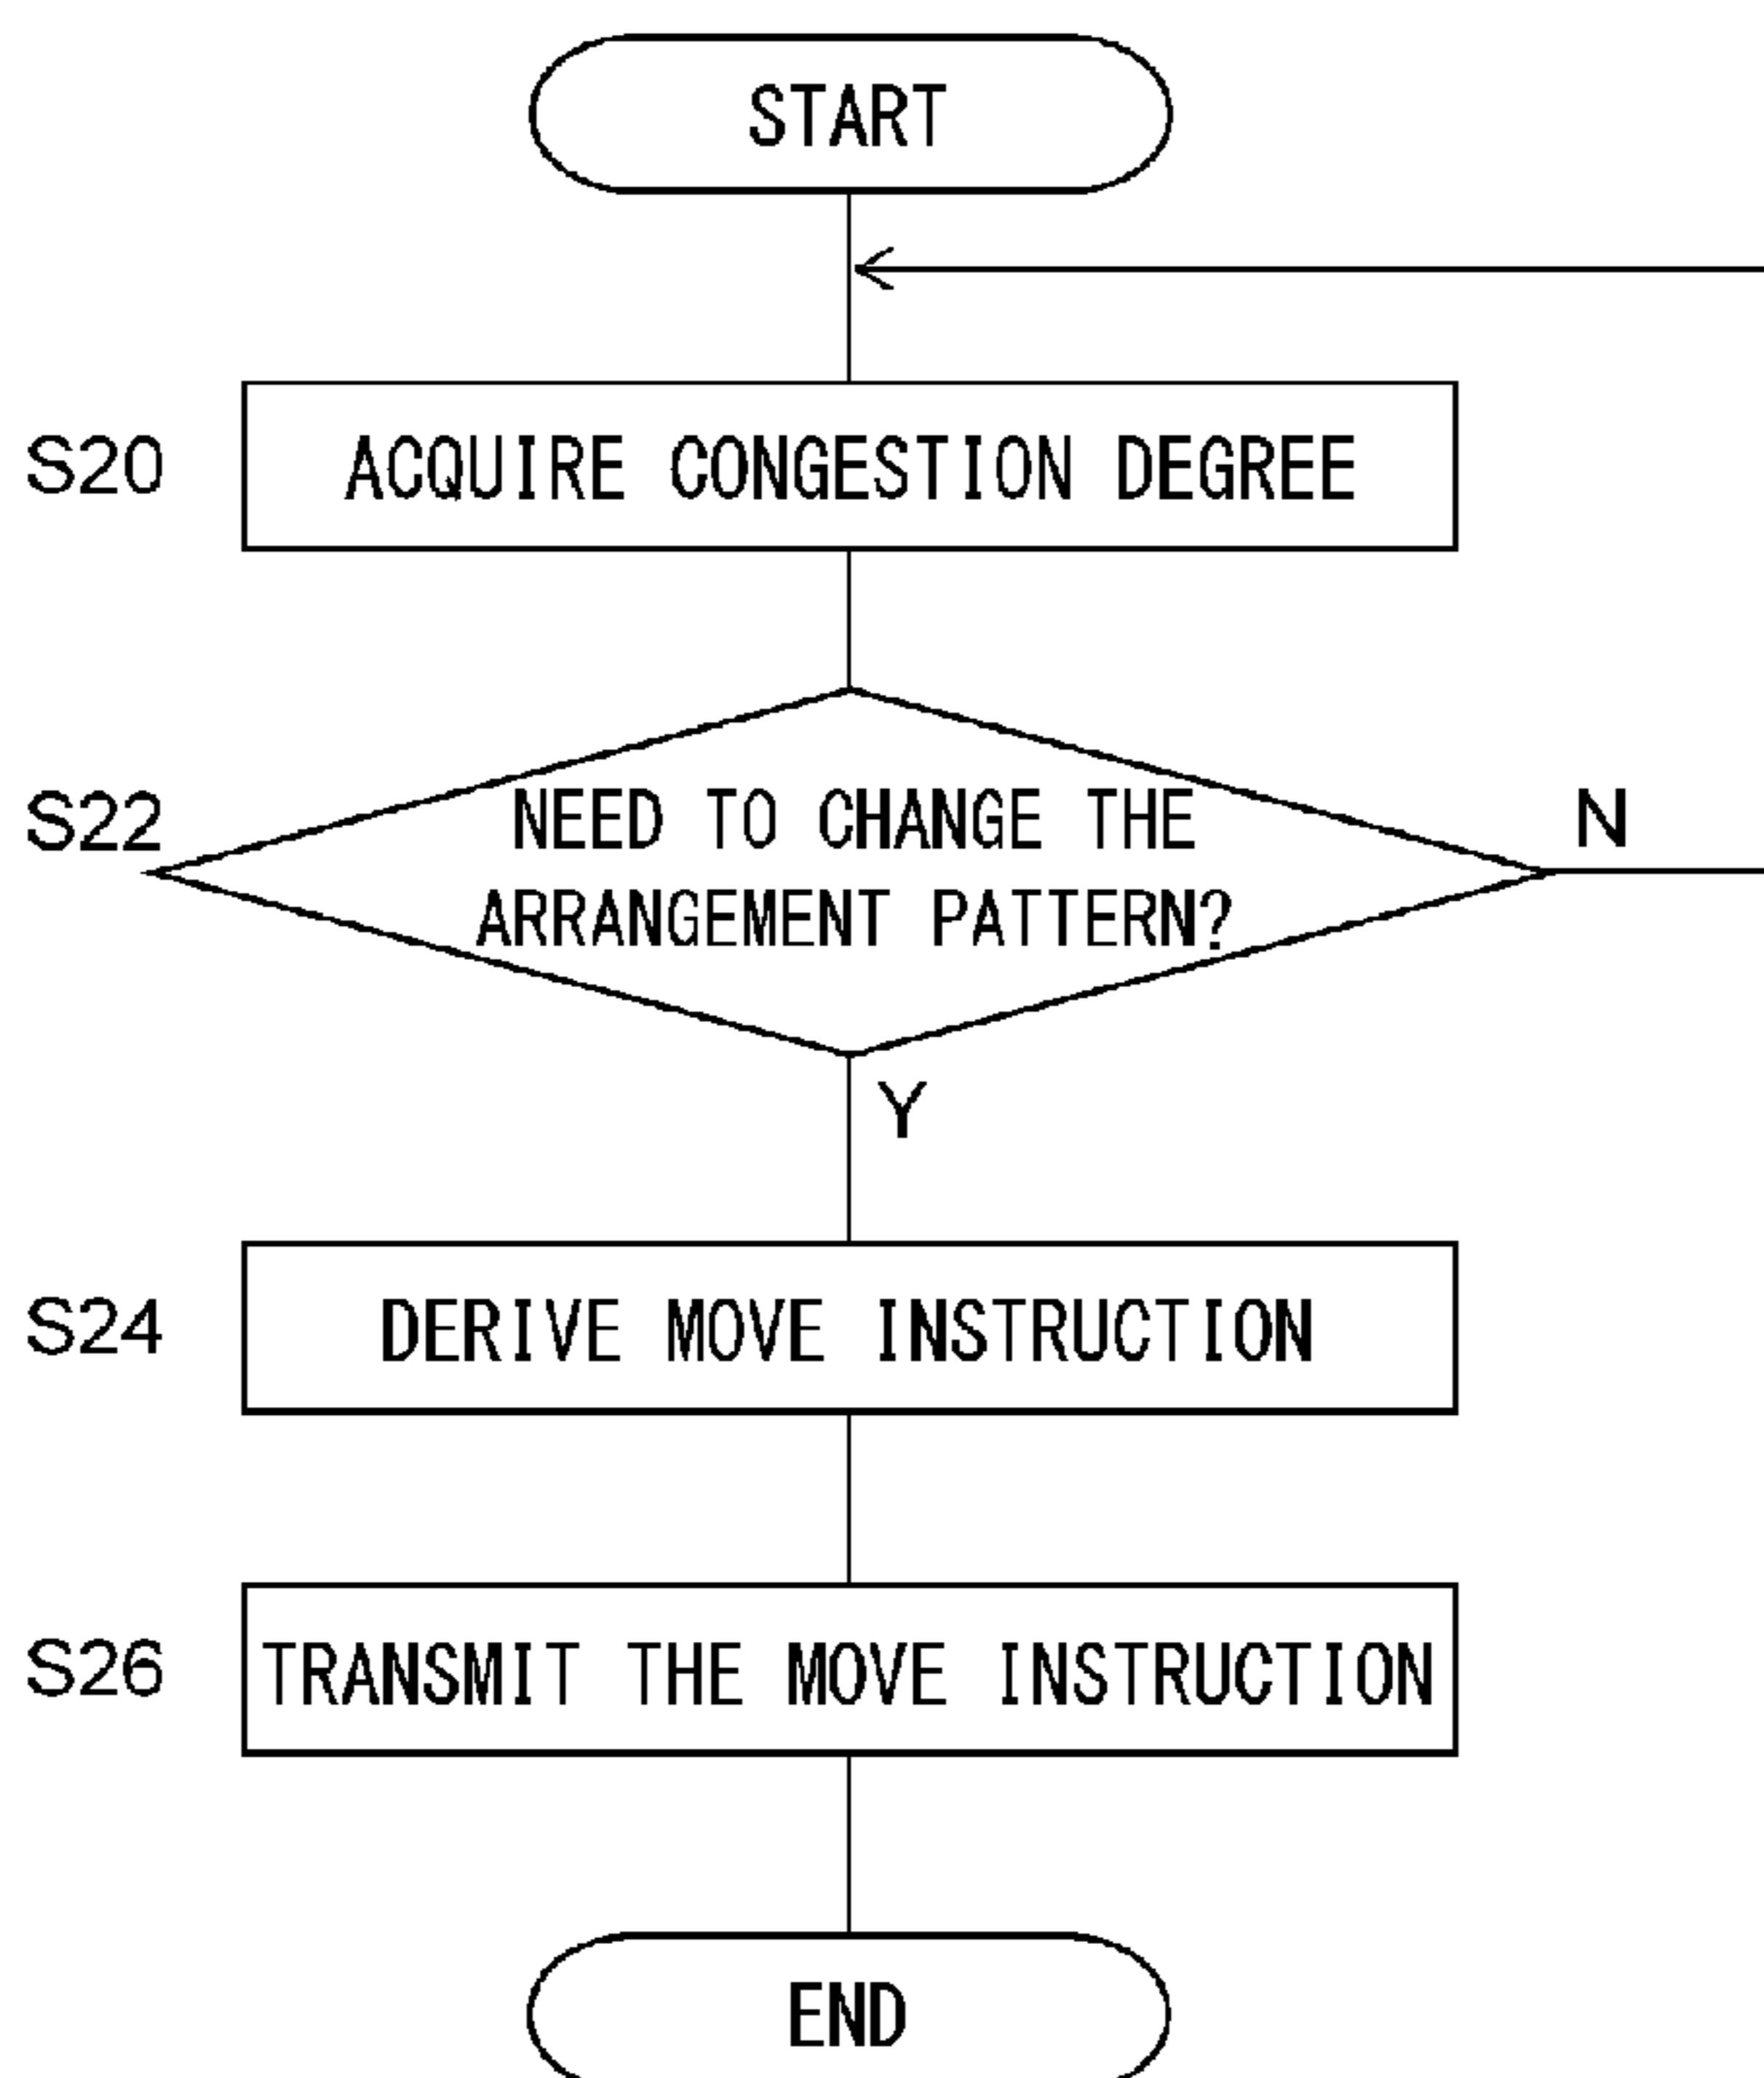 START
S20
ACQUIRE CONGESTION DEGREE
S22
NEED TO CHANGE THE
ARRANGEMENT PATTERN?
N
Y
S24
DERIVE MOVE INSTRUCTION
S26
TRANSMIT THE MOVE INSTRUCTION
END